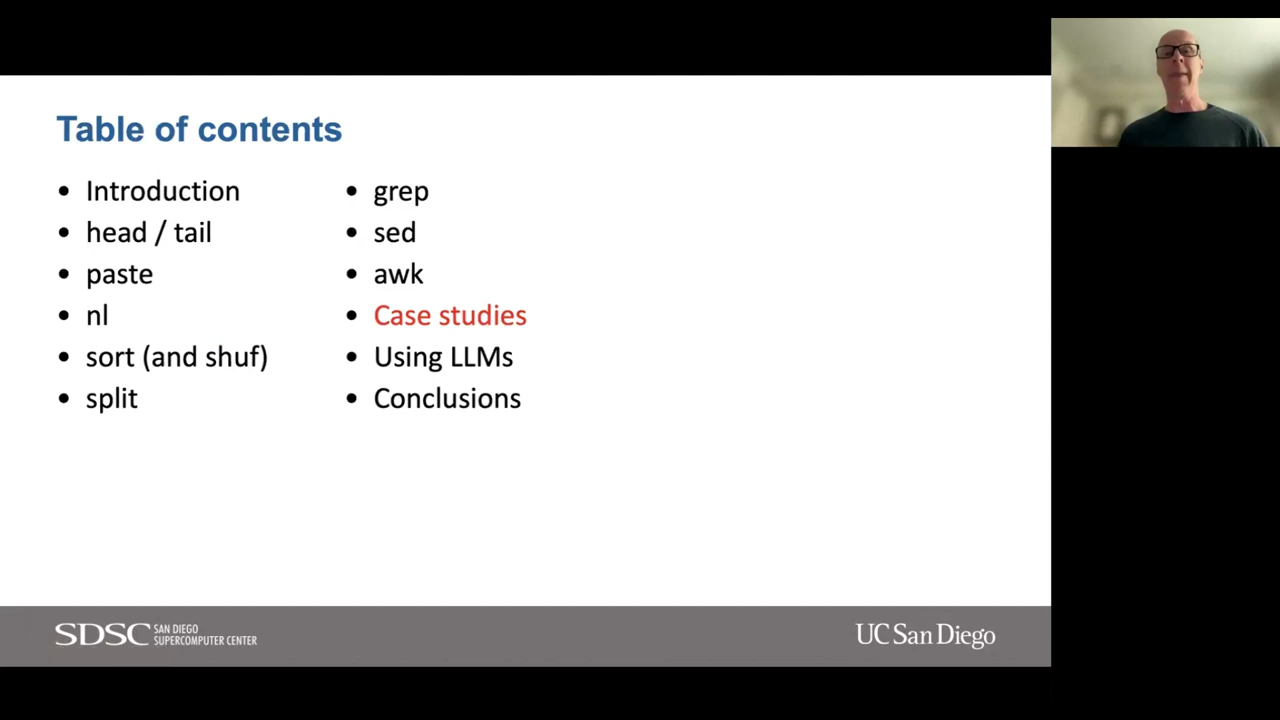 Table of contents
• Introduction
• head / tail
• paste
• nl
• sort (and shuf)
• split
• grep
• sed
• awk
• Case studies
• Using LLMs
• Conclusions
SDSC SAN DIEGO
SUPERCOMPUTER CENTER
UC San Diego